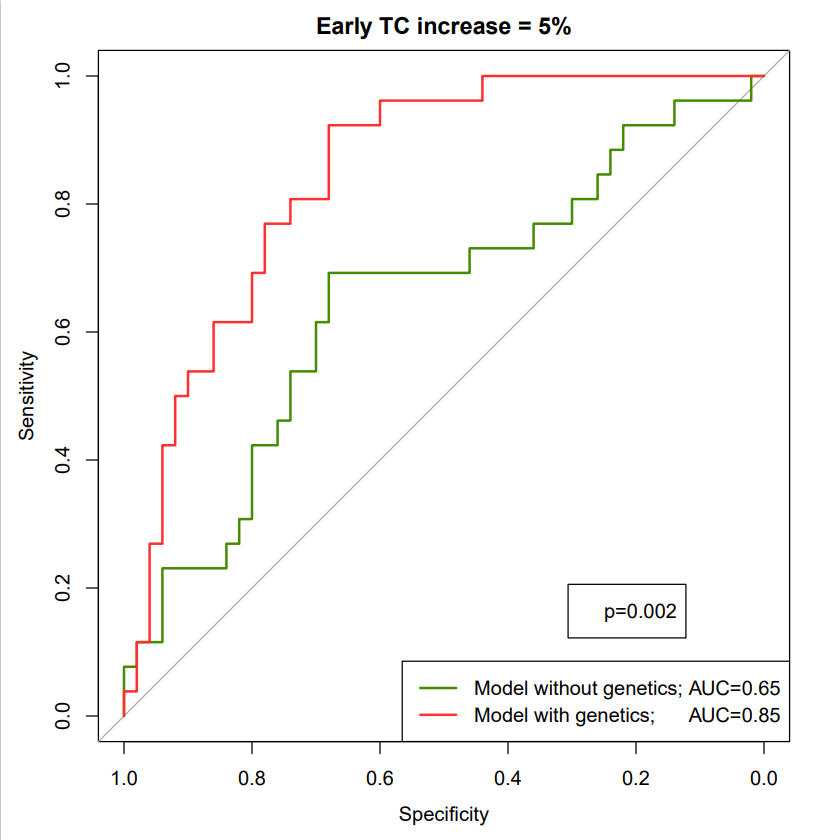 Early TC increase = 5%
Sensitivity
1.0
0.8
0.6
0.4
0.2
0.0
p=0.002
Model without genetics; AUC=0.65
Model with genetics; AUC=0.85
1.0 0.8 0.6 0.4 0.2 0.0
Specificity